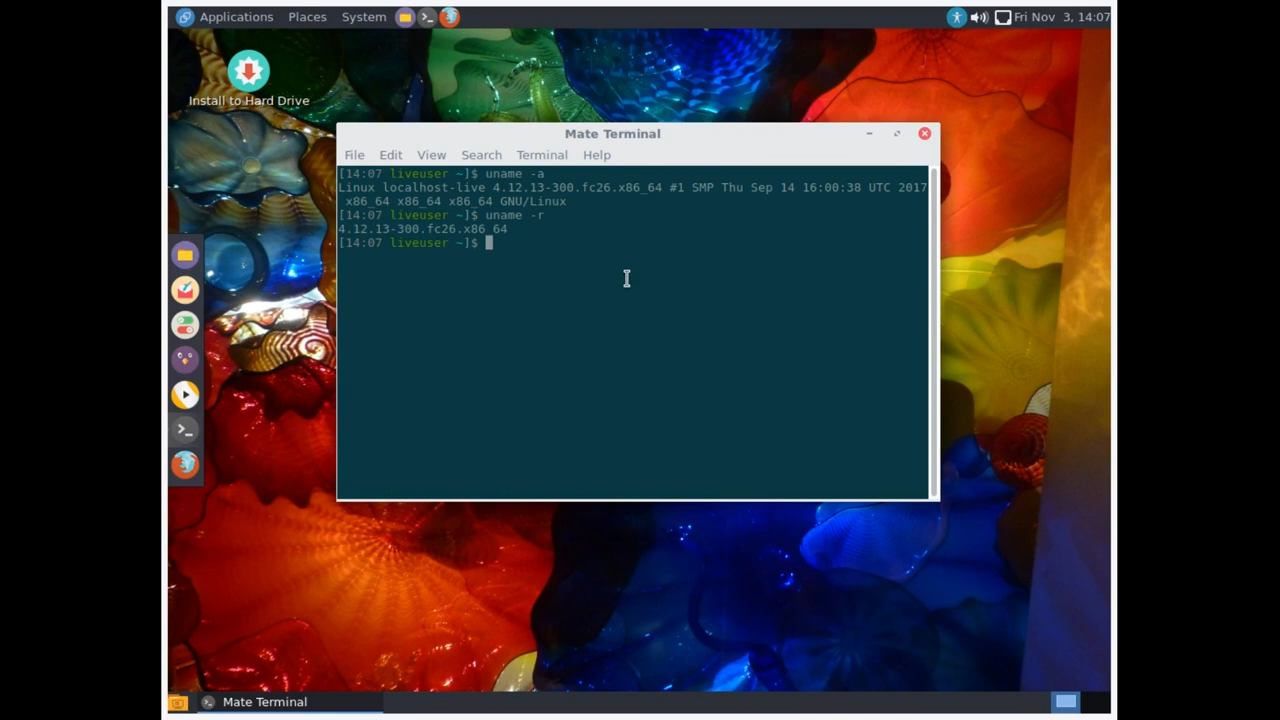 Applications Places System
Fri Nov 3, 14:07
Install to Hard Drive
Mate Terminal
File Edit View Search Terminal Help
[14:07 liveuser ~]$ uname -a
Linux localhost-live 4.12.13-300.fc26.x86_64 #1 SMP Thu Sep 14 16:00:38 UTC 2017
x86_64 x86_64 x86_64 GNU/Linux
[14:07 liveuser ~]$ uname -r
4.12.13-300.fc26.x86_64
[14:07 liveuser ~]$
Mate Terminal